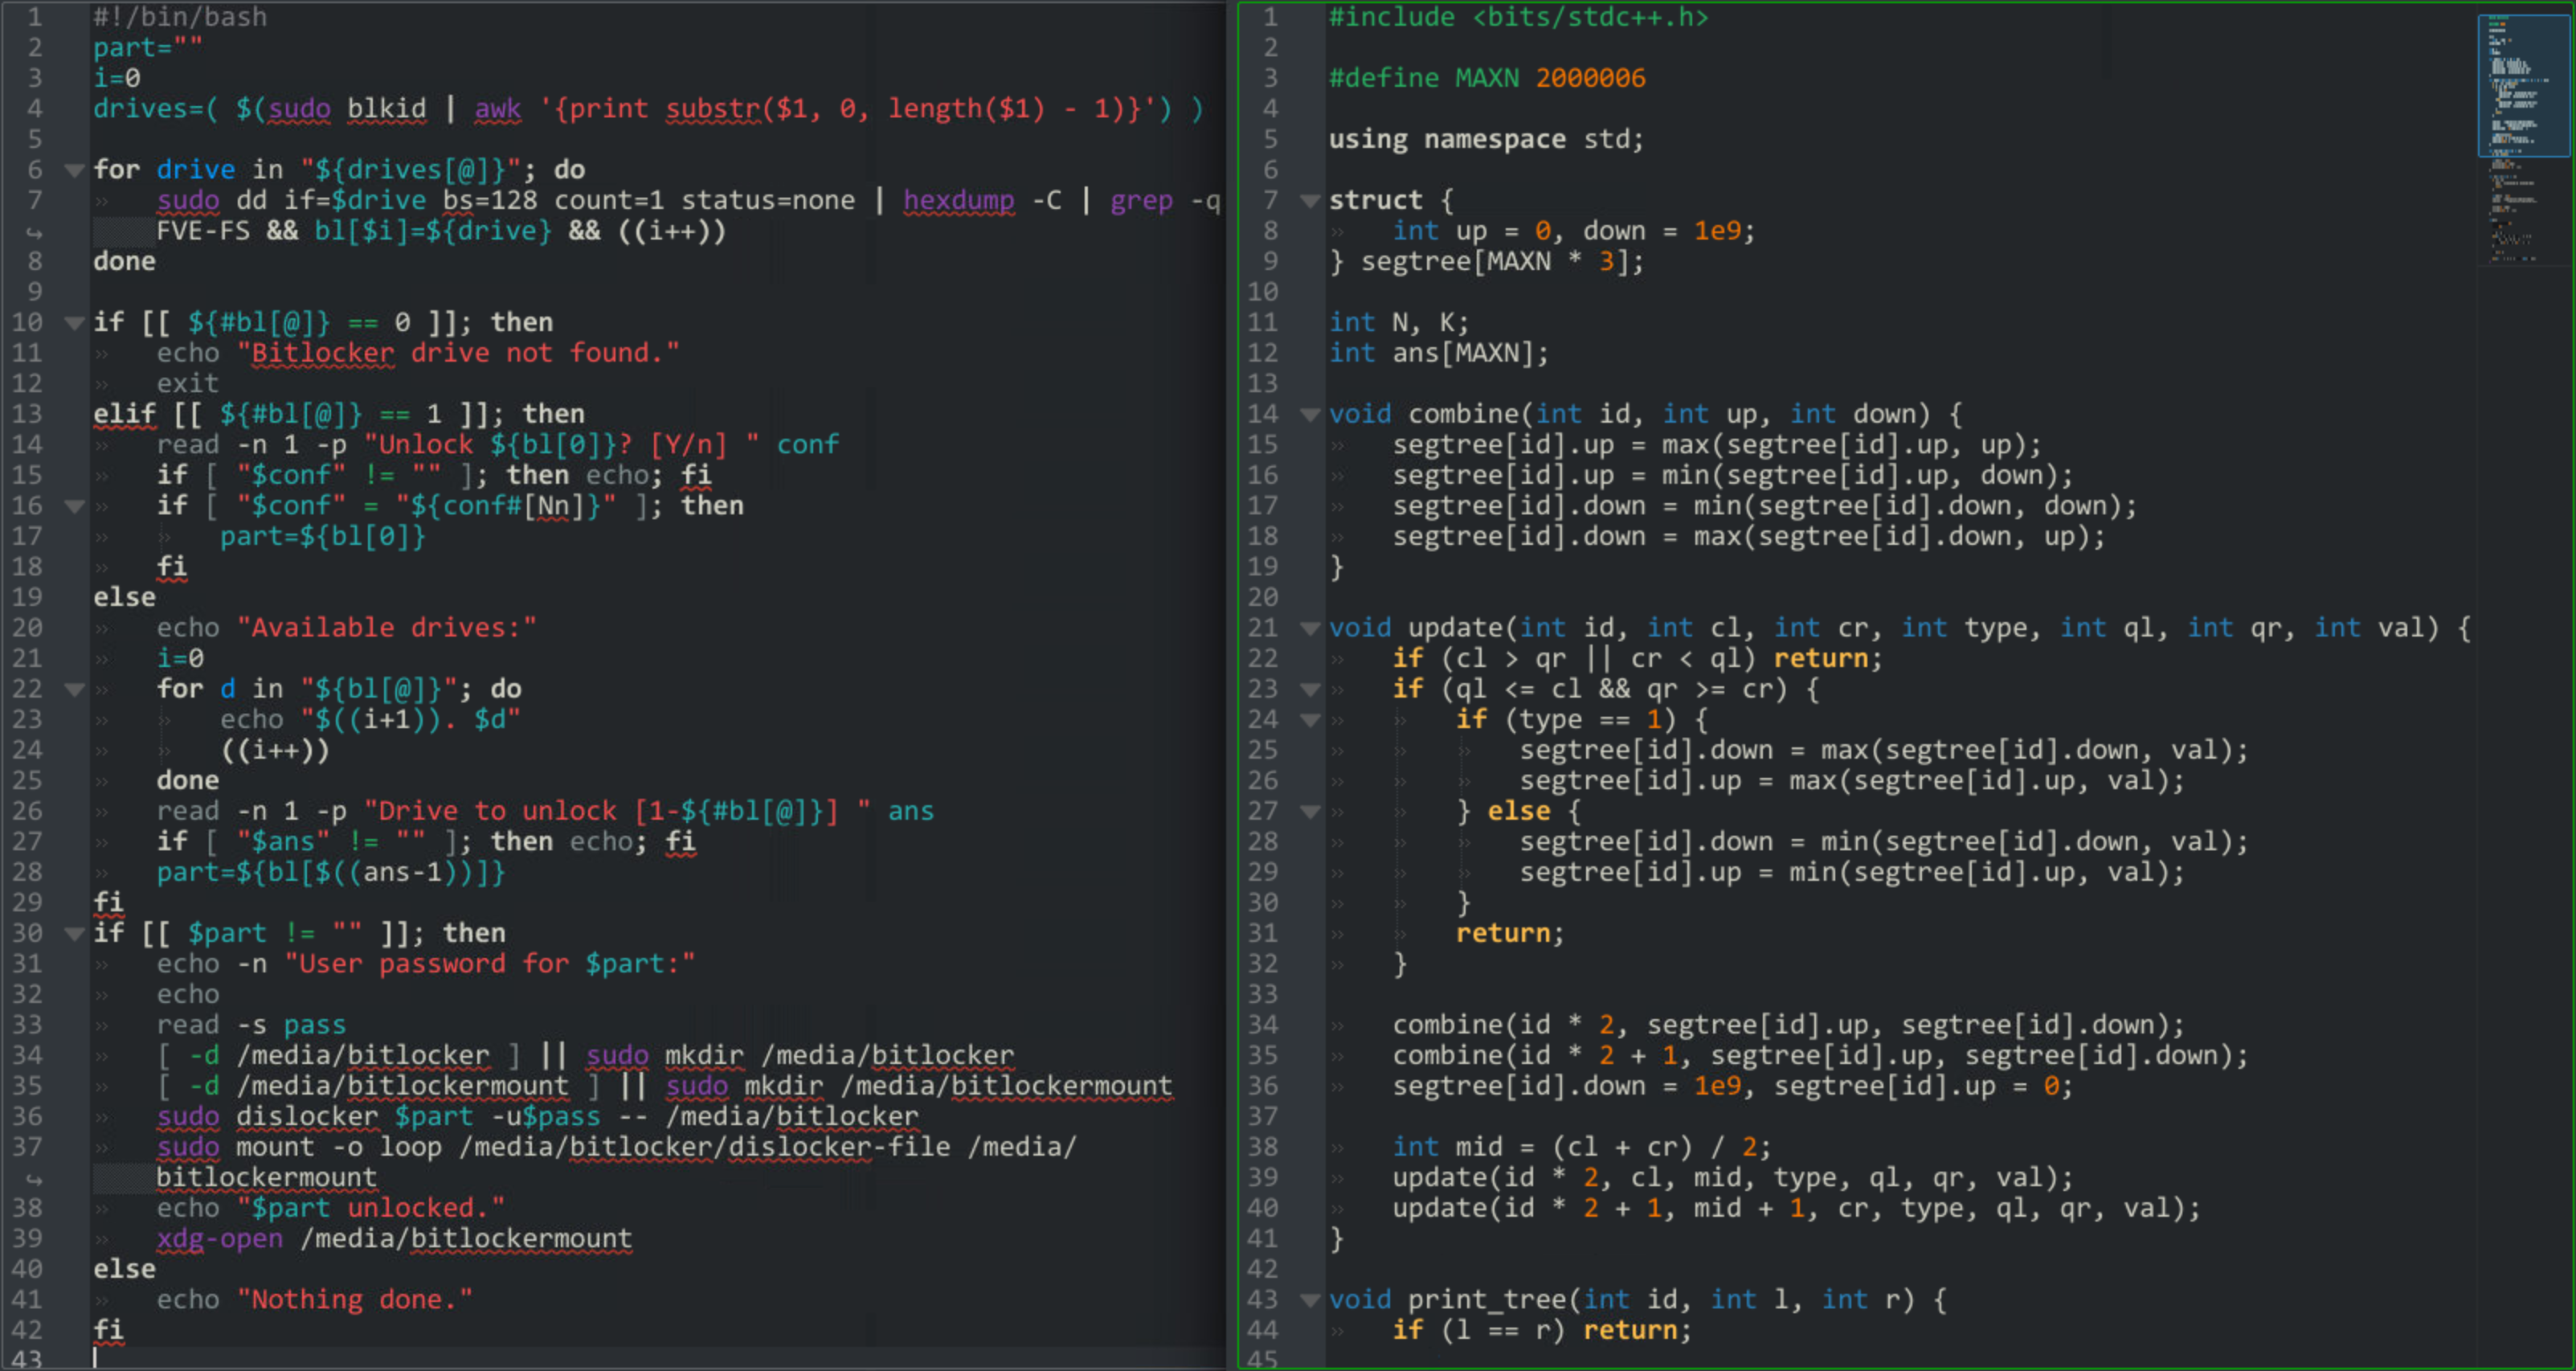 1 #!/bin/bash
2 part=""
3 i=0
4 drives=( $(sudo blkid | awk '{print substr($1, 0, length($1) - 1)}') )
5
6 for drive in "${drives[@]}"; do
7 sudo dd if=$drive bs=128 count=1 status=none | hexdump -C | grep -q
FVE-FS && bl[$i]=${drive} && ((i++))
8 done
9
10 if [[ ${#bl[@]} == 0 ]]; then
11 echo "Bitlocker drive not found."
12 exit
13 elif [[ ${#bl[@]} == 1 ]]; then
14 read -n 1 -p "Unlock ${bl[0]}? [Y/n] " conf
15 if [ "$conf" != "" ]; then echo; fi
16 if [ "$conf" = "${conf#[Nn]}" ]; then
17 part=${bl[0]}
18 fi
19 else
20 echo "Available drives:"
21 i=0
22 for d in "${bl[@]}"; do
23 echo "$((i+1)). $d"
24 ((i++))
25 done
26 read -n 1 -p "Drive to unlock [1-${#bl[@]}] " ans
27 if [ "$ans" != "" ]; then echo; fi
28 part=${bl[$((ans-1))]}
29 fi
30 if [[ $part != "" ]]; then
31 echo -n "User password for $part:"
32 echo
33 read -s pass
34 [ -d /media/bitlocker ] || sudo mkdir /media/bitlocker
35 [ -d /media/bitlockermount ] || sudo mkdir /media/bitlockermount
36 sudo dislocker $part -u$pass -- /media/bitlocker
37 sudo mount -o loop /media/bitlocker/dislocker-file /media/
bitlockermount
38 echo "$part unlocked."
39 xdg-open /media/bitlockermount
40 else
41 echo "Nothing done."
42 fi
43
1 #include <bits/stdc++.h>
2
3 #define MAXN 2000006
4
5 using namespace std;
6
7 struct {
8 int up = 0, down = 1e9;
9 } segtree[MAXN * 3];
10
11 int N, K;
12 int ans[MAXN];
13
14 void combine(int id, int up, int down) {
15 segtree[id].up = max(segtree[id].up, up);
16 segtree[id].up = min(segtree[id].up, down);
17 segtree[id].down = min(segtree[id].down, down);
18 segtree[id].down = max(segtree[id].down, up);
19 }
20
21 void update(int id, int cl, int cr, int type, int ql, int qr, int val) {
22 if (cl > qr || cr < ql) return;
23 if (ql <= cl && qr >= cr) {
24 if (type == 1) {
25 segtree[id].down = max(segtree[id].down, val);
26 segtree[id].up = max(segtree[id].up, val);
27 } else {
28 segtree[id].down = min(segtree[id].down, val);
29 segtree[id].up = min(segtree[id].up, val);
30 }
31 return;
32 }
33
34 combine(id * 2, segtree[id].up, segtree[id].down);
35 combine(id * 2 + 1, segtree[id].up, segtree[id].down);
36 segtree[id].down = 1e9, segtree[id].up = 0;
37
38 int mid = (cl + cr) / 2;
39 update(id * 2, cl, mid, type, ql, qr, val);
40 update(id * 2 + 1, mid + 1, cr, type, ql, qr, val);
41 }
42
43 void print_tree(int id, int l, int r) {
44 if (l == r) return;
45